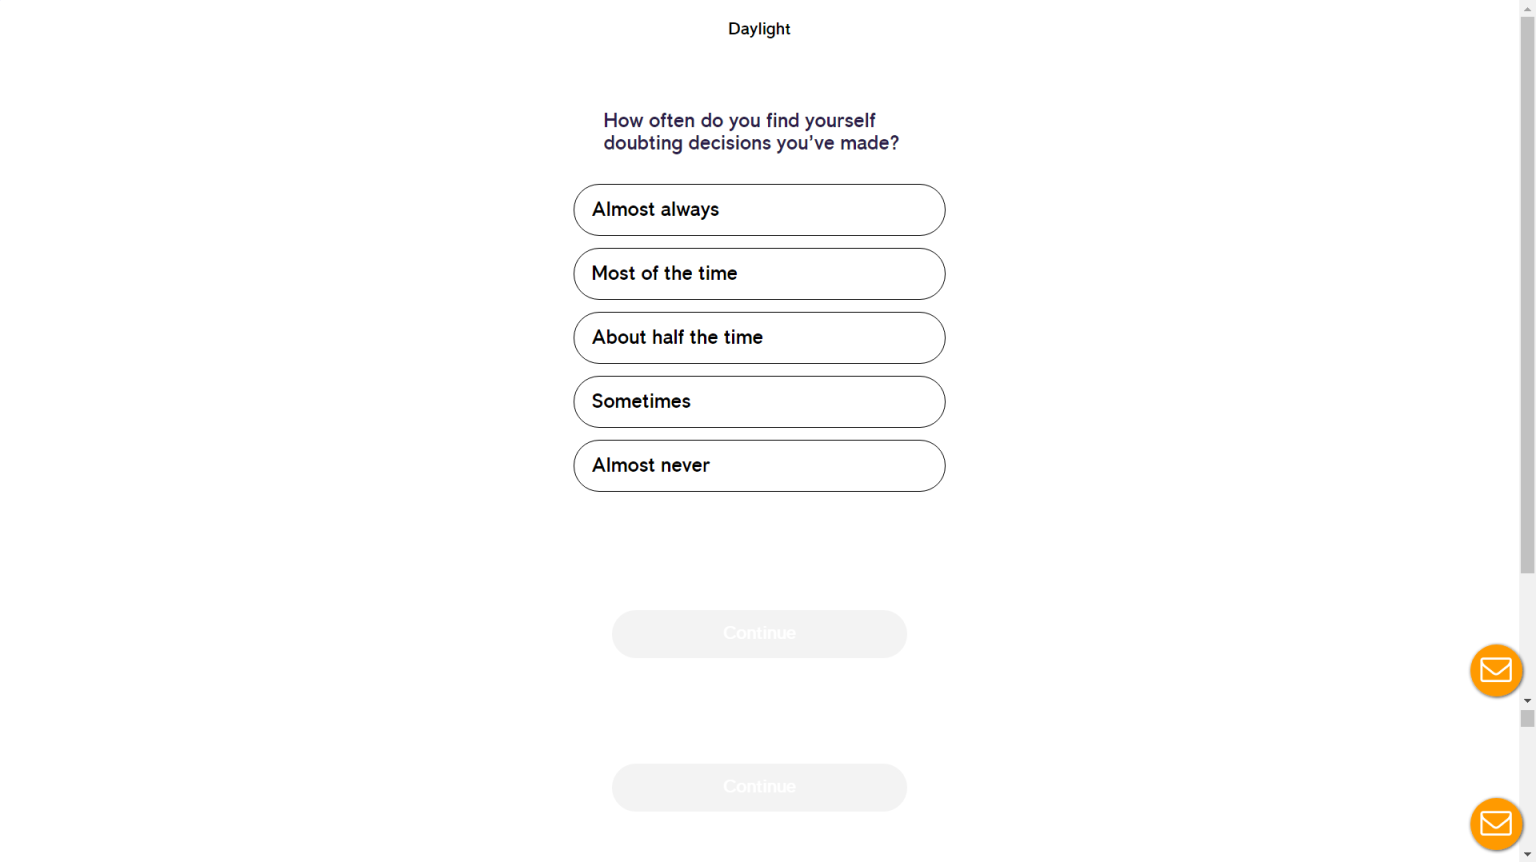 Daylight
How often do you find yourself
doubting decisions you’ve made?
Almost always
Most of the time
About half the time
Sometimes
Almost never
Continue
Continue